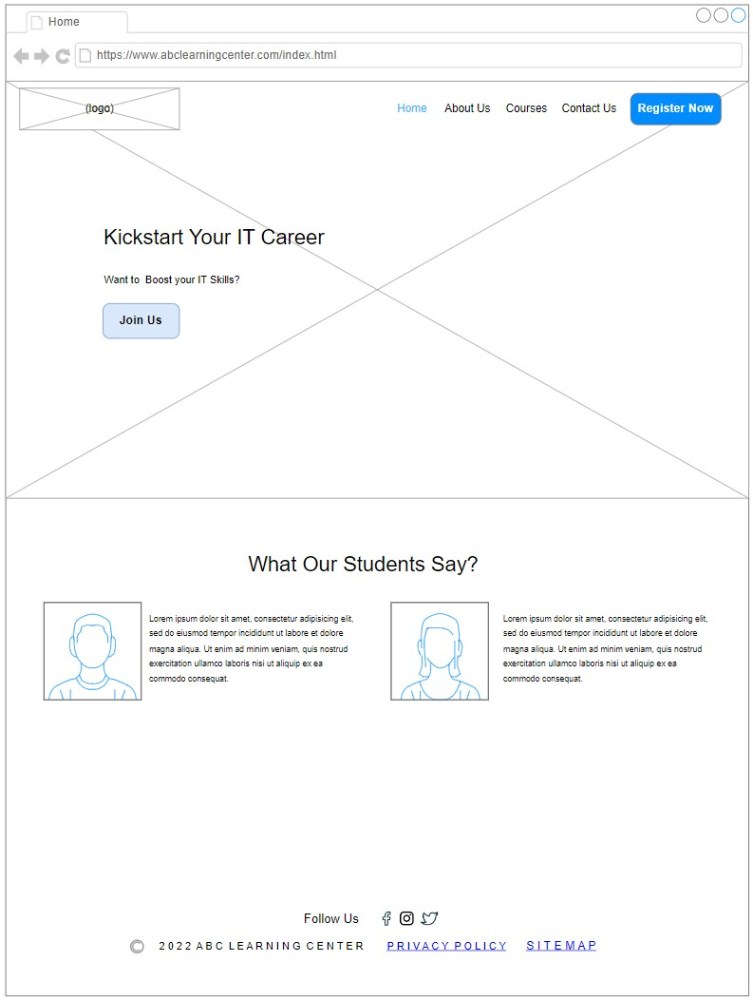 Home
https://www.abclearningcenter.com/index.html
(logo)
Home About Us Courses Contact Us Register Now
Kickstart Your IT Career
Want to Boost your IT Skills?
Join Us
What Our Students Say?
Lorem ipsum dolor sit amet, consectetur adipisicing elit,
sed do eiusmod tempor incididunt ut labore et dolore
magna aliqua. Ut enim ad minim veniam, quis nostrud
exercitation ullamco laboris nisi ut aliquip ex ea
commodo consequat.
Lorem ipsum dolor sit amet, consectetur adipisicing elit,
sed do eiusmod tempor incididunt ut labore et dolore
magna aliqua. Ut enim ad minim veniam, quis nostrud
exercitation ullamco laboris nisi ut aliquip ex ea
commodo consequat.
Follow Us
© 2022 ABC LEARNING CENTER PRIVACY POLICY SITEMAP